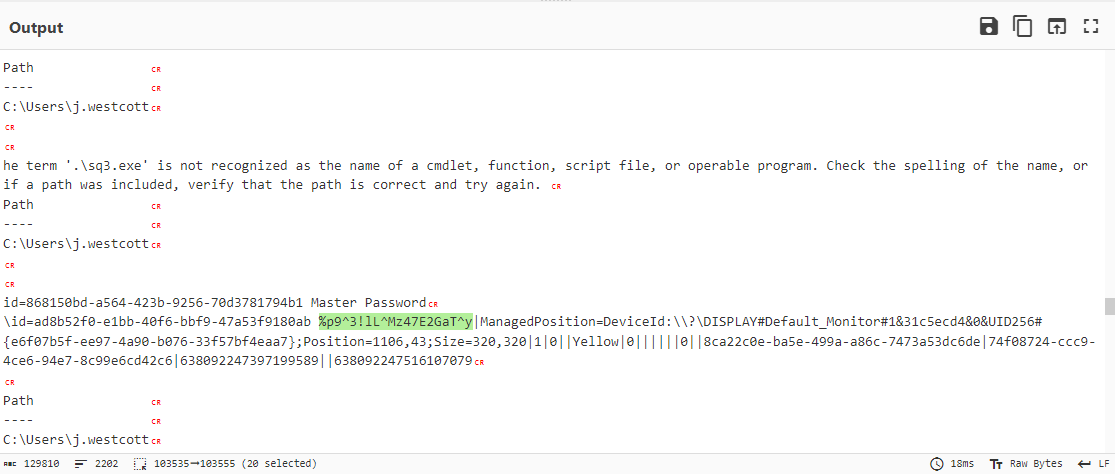 Output
Path CR
---- CR
C:\Users\j.westcott CR
CR
CR
he term '.\sq3.exe' is not recognized as the name of a cmdlet, function, script file, or operable program. Check the spelling of the name, or
if a path was included, verify that the path is correct and try again. CR
Path CR
---- CR
C:\Users\j.westcott CR
CR
CR
id=868150bd-a564-423b-9256-70d3781794b1 Master Password CR
\id=ad8b52f0-e1bb-40f6-bbf9-47a53f9180ab %p9^3!lL^Mz47E2GaT^y|ManagedPosition=DeviceId:\\?\DISPLAY#Default_Monitor#1&31c5ecd4&0&UID256#
{e6f07b5f-ee97-4a90-b076-33f57bf4eaa7};Position=1106,43;Size=320,320|1|0||Yellow|0||||||0||8ca22c0e-ba5e-499a-a86c-7473a53dc6de|74f08724-ccc9-
4ce6-94e7-8c99e6cd42c6|638092247397199589||638092247516107079 CR
CR
Path CR
---- CR
C:\Users\j.westcott CR
ABC 129810 2202 103535→103555 (20 selected) 18ms Tт Raw Bytes LF